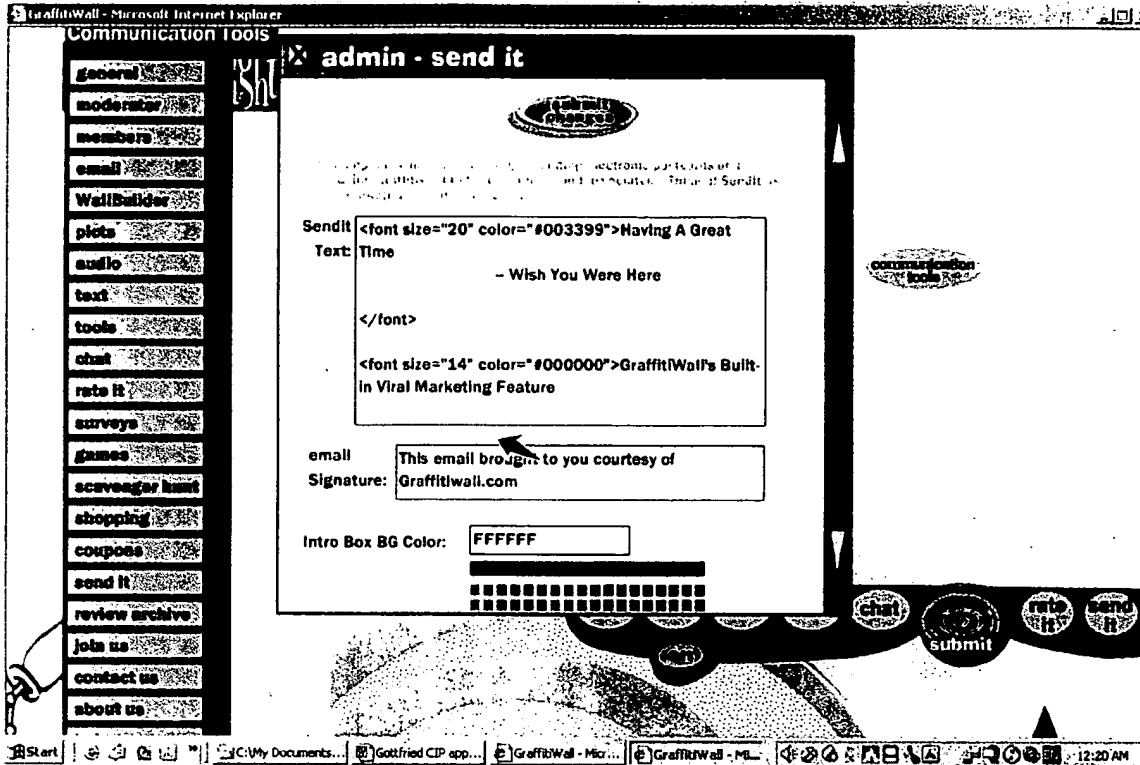 GraffitiWall - Microsoft Internet Explorer
Communication Tools
general
moderator
members
email
WallBuilder
plots
audio
text
tools
chat
rate it
surveys
games
scavenger hunt
shopping
coupons
send it
review archive
join us
contact us
about us
admin - send it
submit
changes
electronic postcards
SendIt
SendIt Text:
<font size="20" color="#003399">Having A Great
Time
– Wish You Were Here
</font>
<font size="14" color="#000000">GraffitiWall's Built-
in Viral Marketing Feature
email Signature:
This email brought to you courtesy of
Graffitiwall.com
Intro Box BG Color:
FFFFFF
communication
tools
chat
submit
rate
it
send
it
Start
C:\My Documents...
Gottfried CIP app...
GraffitiWall - Micr...
GraffitiWall - Mi...
12:20 AM